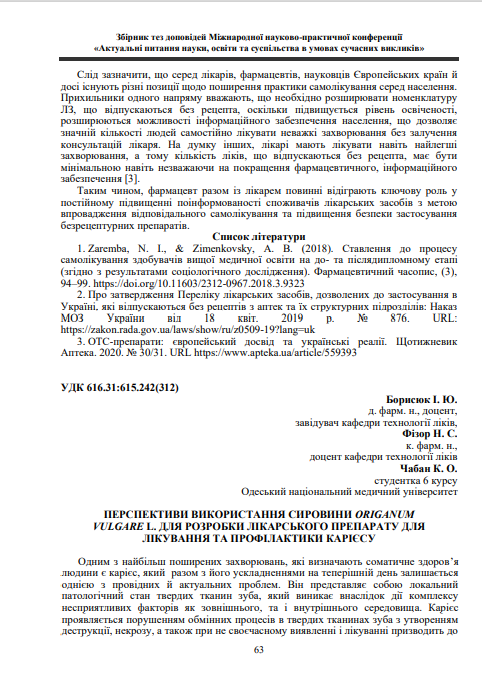 Збірник тез доповідей Міжнародної науково-практичної конференції
«Актуальні питання науки, освіти та суспільства в умовах сучасних викликів»
Слід зазначити, що серед лікарів, фармацевтів, науковців Європейських країн й
досі існують різні позиції щодо поширення практики самолікування серед населення.
Прихильники одного напряму вважають, що необхідно розширювати номенклатуру
ЛЗ, що відпускаються без рецепта, оскільки підвищується рівень освіченості,
розширюються можливості інформаційного забезпечення населення, що дозволяє
значній кількості людей самостійно лікувати неважкі захворювання без залучення
консультацій лікаря. На думку інших, лікарі мають лікувати навіть найлегші
захворювання, а тому кількість ліків, що відпускаються без рецепта, має бути
мінімальною навіть незважаючи на покращення фармацевтичного, інформаційного
забезпечення [3].
Таким чином, фармацевт разом із лікарем повинні відіграють ключову роль у
постійному підвищенні поінформованості споживачів лікарських засобів з метою
впровадження відповідального самолікування та підвищення безпеки застосування
безрецептурних препаратів.
Список літератури
1. Zaremba, N. I., & Zimenkovsky, A. B. (2018). Ставлення до процесу
самолікування здобувачів вищої медичної освіти на до- та післядипломному етапі
(згідно з результатами соціологічного дослідження). Фармацевтичний часопис, (3),
94–99. https://doi.org/10.11603/2312-0967.2018.3.9323
2. Про затвердження Переліку лікарських засобів, дозволених до застосування в
Україні, які відпускаються без рецептів з аптек та їх структурних підрозлілів: Наказ
МОЗ України від 18 квіт. 2019 р. № 876. URL:
https://zakon.rada.gov.ua/laws/show/ru/z0509-19?lang=uk
3. ОТС-препарати: європейський досвід та українські реалії. Щотижневик
Аптека. 2020. № 30/31. URL https://www.apteka.ua/article/559393
УДК 616.31:615.242(312)
Борисюк І. Ю.
д. фарм. н., доцент,
завідувач кафедри технології ліків,
Фізор Н. С.
к. фарм. н.,
доцент кафедри технології ліків
Чабан К. О.
студентка 6 курсу
Одеський національний медичний університет
ПЕРСПЕКТИВИ ВИКОРИСТАННЯ СИРОВИНИ ORIGANUM
VULGARE L. ДЛЯ РОЗРОБКИ ЛІКАРСЬКОГО ПРЕПАРАТУ ДЛЯ
ЛІКУВАННЯ ТА ПРОФІЛАКТИКИ КАРІЄСУ
Одним з найбільш поширених захворювань, які визначають соматичне здоров’я
людини є карієс, який разом з його ускладненнями на теперішній день залишається
однією з провідних й актуальних проблем. Він представляє собою локальний
патологічний стан твердих тканин зуба, який виникає внаслідок дії комплексу
несприятливих факторів як зовнішнього, та і внутрішнього середовища. Карієс
проявляється порушенням обмінних процесів в твердих тканинах зуба з утворенням
деструкції, некрозу, а також при не своєчасному виявленні і лікуванні призводить до
63